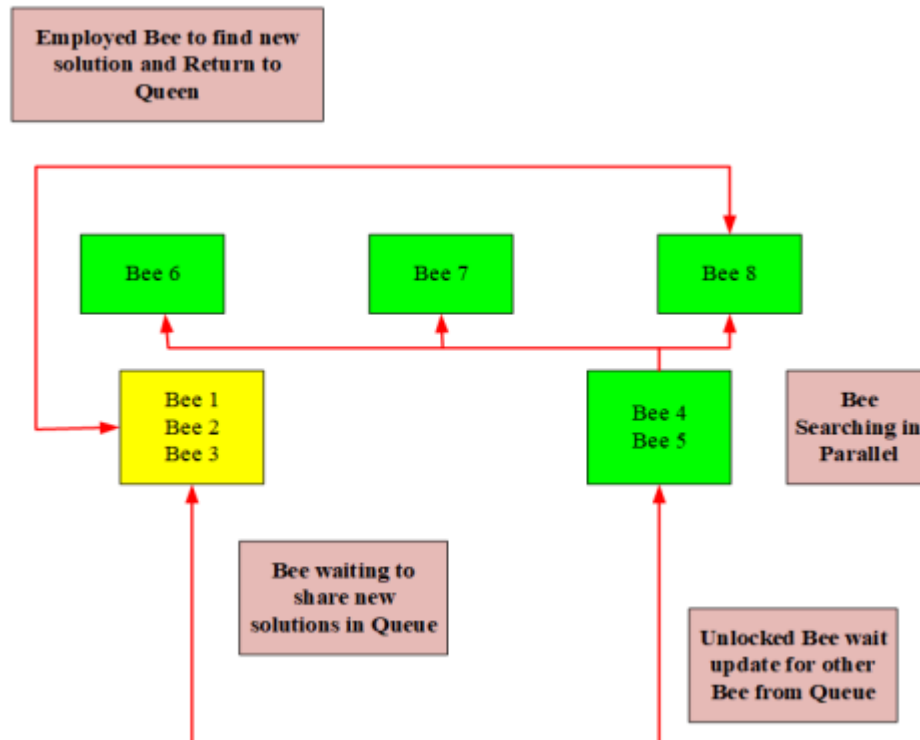 Employed Bee to find new
solution and Return to
Queen
Bee 6
Bee 7
Bee 8
Bee 1
Bee 2
Bee 3
Bee 4
Bee 5
Bee
Searching in
Parallel
Bee waiting to
share new
solutions in Queue
Unlocked Bee wait
update for other
Bee from Queue